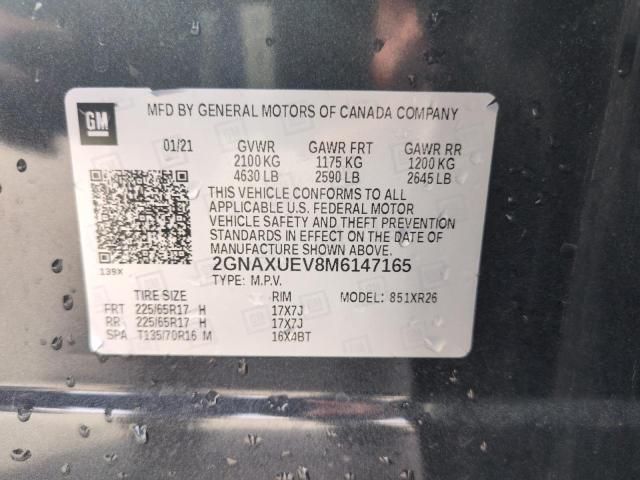 GM
MFD BY GENERAL MOTORS OF CANADA COMPANY
01/21 GVWR GAWR FRT GAWR RR
2100 KG 1175 KG 1200 KG
4630 LB 2590 LB 2645 LB
THIS VEHICLE CONFORMS TO ALL
APPLICABLE U.S. FEDERAL MOTOR
VEHICLE SAFETY AND THEFT PREVENTION
STANDARDS IN EFFECT ON THE DATE OF
MANUFACTURE SHOWN ABOVE.
139X
2GNAXUEV8M6147165
TYPE: M.P.V.
TIRE SIZE RIM MODEL: 851XR26
FRT 225/65R17 H 17X7J
RR 225/65R17 H 17X7J
SPA T135/70R16 M 16X4BT